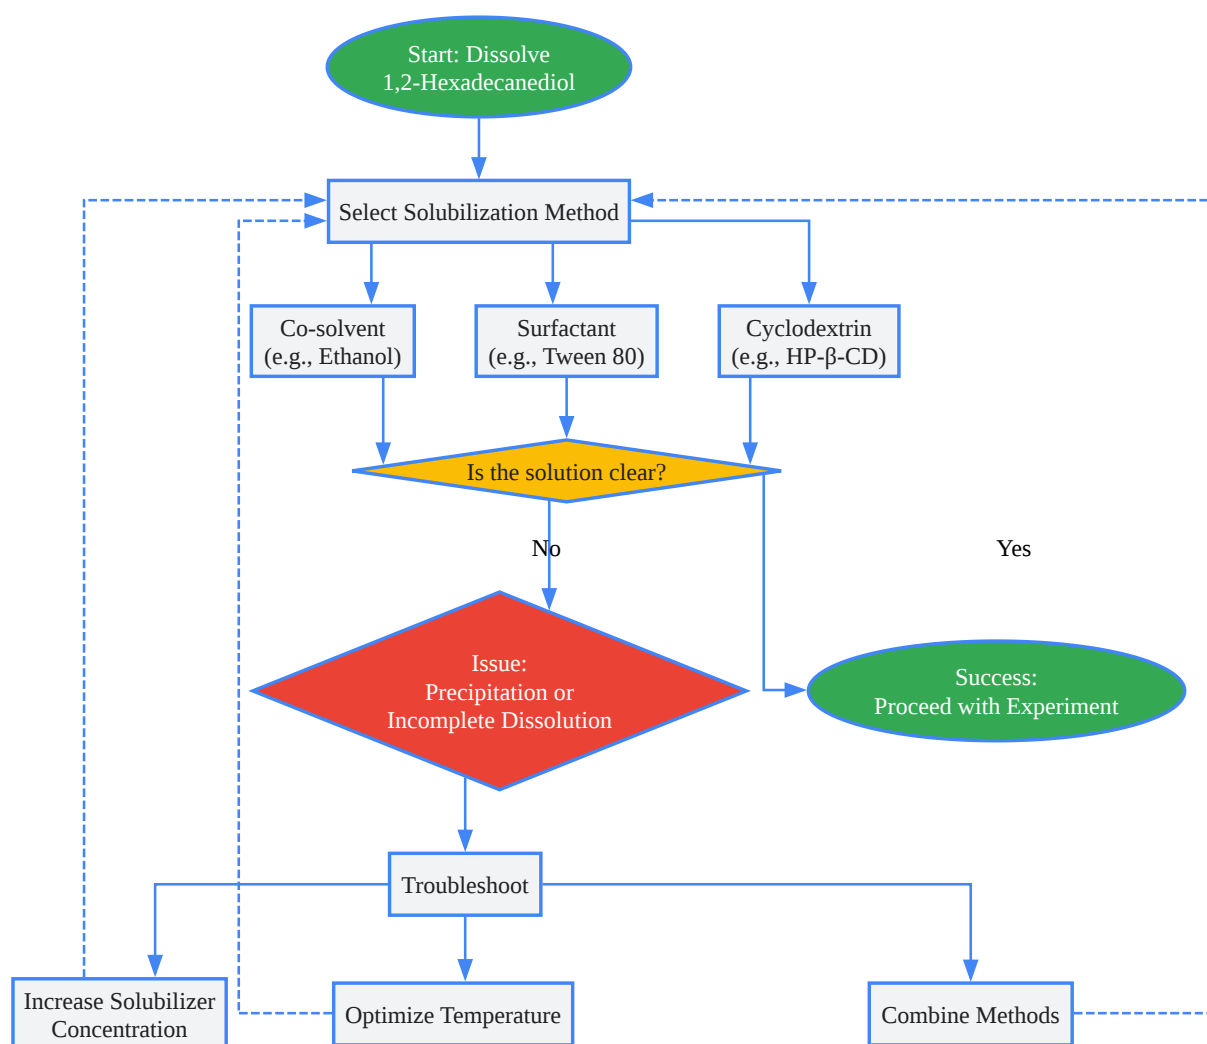 Start: Dissolve
1,2-Hexadecanediol
Select Solubilization Method
Co-solvent
(e.g., Ethanol)
Surfactant
(e.g., Tween 80)
Cyclodextrin
(e.g., HP-β-CD)
Is the solution clear?
No
Yes
Issue:
Precipitation or
Incomplete Dissolution
Success:
Proceed with Experiment
Troubleshoot
Increase Solubilizer
Concentration
Optimize Temperature
Combine Methods